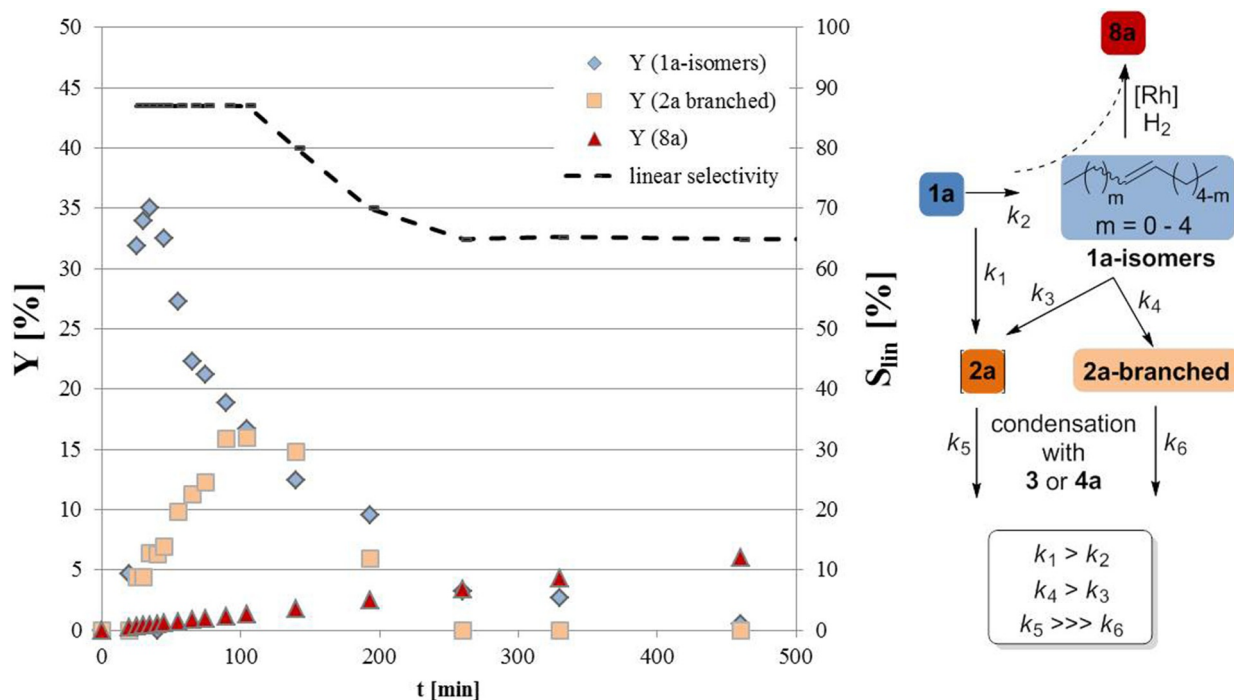 50
45
40
35
30
25
20
15
10
5
0
Y [%]
100
90
80
70
60
50
40
30
20
10
0
S_lin [%]
0
100
200
300
400
500
t [min]
Y (1a-isomers)
Y (2a branched)
Y (8a)
linear selectivity
8a
[Rh]
H₂
1a
k₂
( )m
( )4-m
m = 0 - 4
1a-isomers
k₁
k₃
k₄
[2a]
2a-branched
k₅
condensation
with
3 or 4a
k₆
k₁ > k₂
k₄ > k₃
k₅ >>> k₆